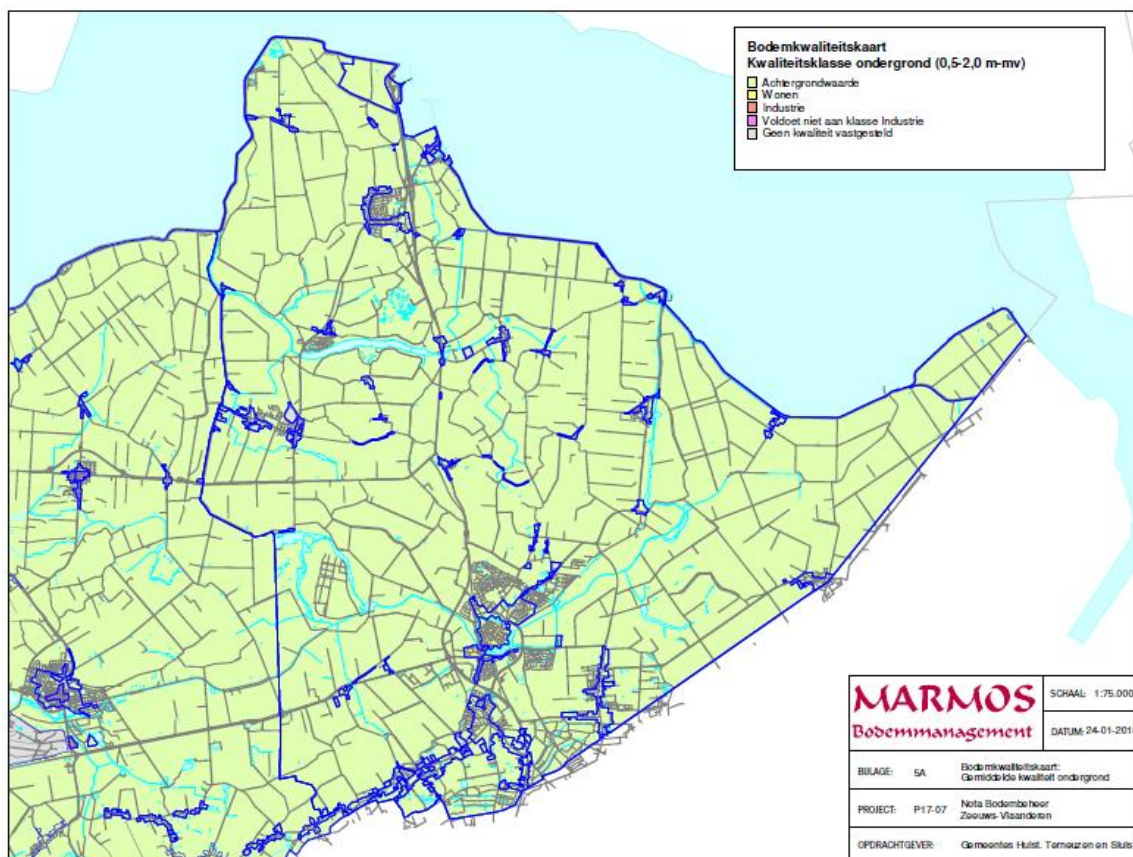 Bodemkwaliteitskaart
Kwaliteitsklasse ondergrond (0,5-2,0 m-mv)
Achtergrondwaarde
Wonen
Industrie
Voldoet niet aan klasse Industrie
Geen kwaliteit vastgesteld
MARMOS
Bodemmanagement
SCHAAL: 1:75.000
DATUM: 24-01-201
BIJLAGE: 5A Bodemkwaliteitskaart:
Gemiddelde kwaliteit ondergrond
PROJECT: P17-07 Nota Bodembeheer
Zeeuws-Vlaanderen
OPDRACHTGEVER: Gemeentes Hulst, Terneuzen en Sluis